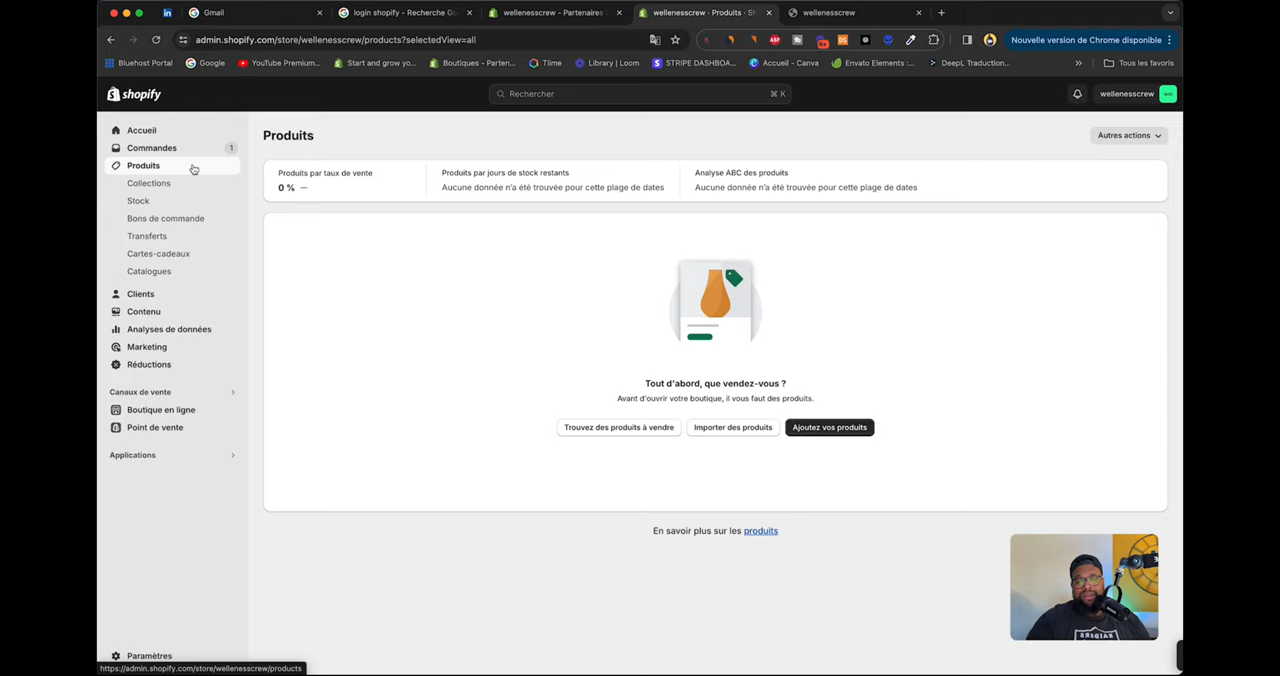 Gmail
login shopify - Recherche Go
wellenesscrew - Partenaires
wellenesscrew · Produits · S
wellenesscrew
admin.shopify.com/store/wellenesscrew/products?selectedView=all
Nouvelle version de Chrome disponible
Bluehost Portal
Google
YouTube Premium...
Start and grow yo...
Boutiques - Parten...
Tiime
Library | Loom
STRIPE DASHBOA...
Accueil - Canva
Envato Elements :...
DeepL Traduction...
Tous les favoris
shopify
Rechercher
⌘ K
wellenesscrew
Accueil
Commandes
1
Produits
Collections
Stock
Bons de commande
Transferts
Cartes-cadeaux
Catalogues
Clients
Contenu
Analyses de données
Marketing
Réductions
Canaux de vente
Boutique en ligne
Point de vente
Applications
Paramètres
https://admin.shopify.com/store/wellenesscrew/products
Produits
Autres actions
Produits par taux de vente
0 % —
Produits par jours de stock restants
Aucune donnée n'a été trouvée pour cette plage de dates
Analyse ABC des produits
Aucune donnée n'a été trouvée pour cette plage de dates
Tout d'abord, que vendez-vous ?
Avant d'ouvrir votre boutique, il vous faut des produits.
Trouvez des produits à vendre
Importer des produits
Ajoutez vos produits
En savoir plus sur les produits